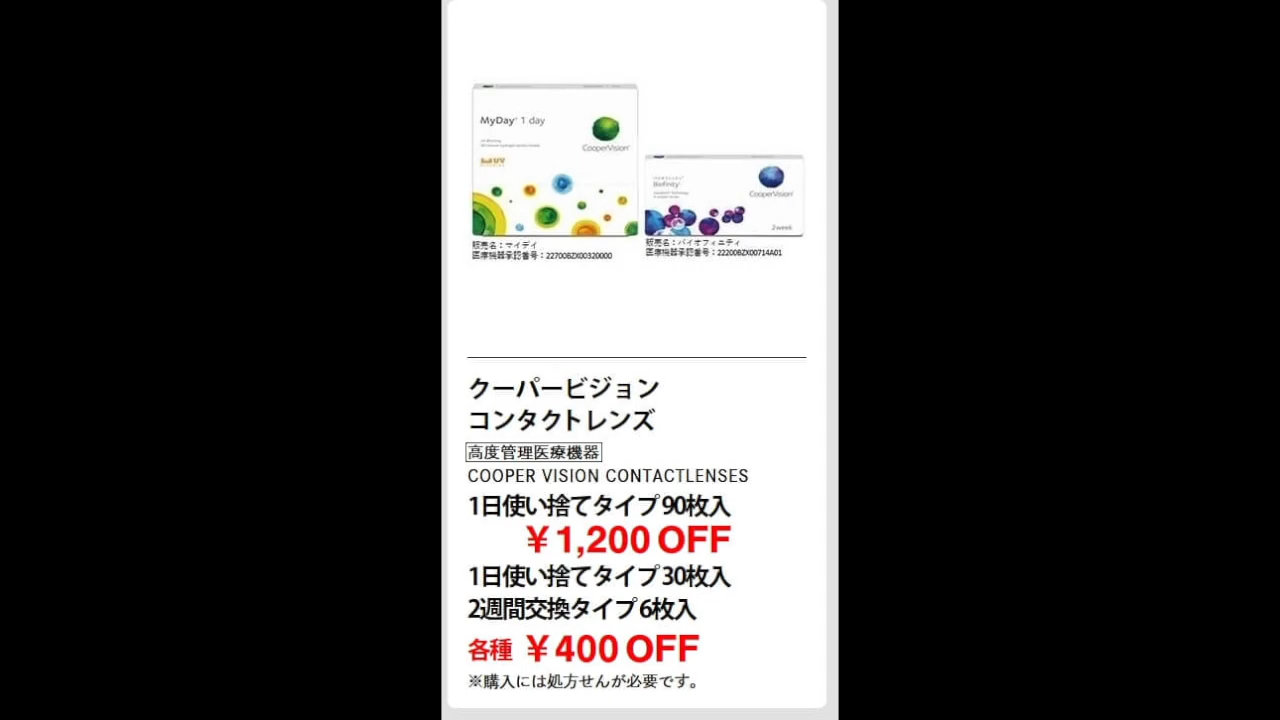 MyDay® 1 day
CooperVision®
Biofinity®
CooperVision®
2week
販売名：マイデイ
医療機器承認番号：22700BZX00320000
販売名：バイオフィニティ
医療機器承認番号：22200BZX00714A01
クーパービジョン
コンタクトレンズ
高度管理医療機器
COOPER VISION CONTACTLENSES
1日使い捨てタイプ 90枚入
￥1,200 OFF
1日使い捨てタイプ 30枚入
2週間交換タイプ 6枚入
各種 ￥400 OFF
※購入には処方せんが必要です。